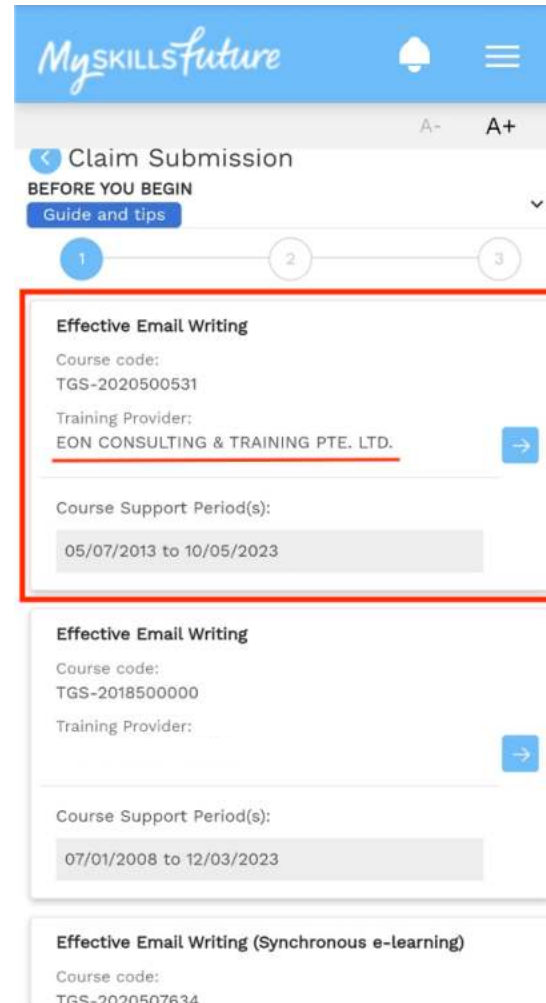 MySKILLSfuture
A- A+
Claim Submission
BEFORE YOU BEGIN
Guide and tips
1 2 3
Effective Email Writing
Course code:
TGS-2020500531
Training Provider:
EON CONSULTING & TRAINING PTE. LTD.
Course Support Period(s):
05/07/2013 to 10/05/2023
Effective Email Writing
Course code:
TGS-2018500000
Training Provider:
Course Support Period(s):
07/01/2008 to 12/03/2023
Effective Email Writing (Synchronous e-learning)
Course code:
TGS-2020507634